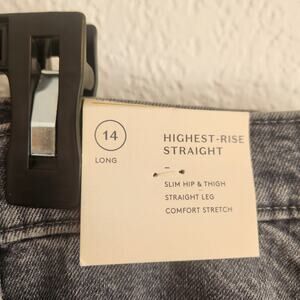 14
LONG
HIGHEST-RISE
STRAIGHT
SLIM HIP & THIGH
STRAIGHT LEG
COMFORT STRETCH